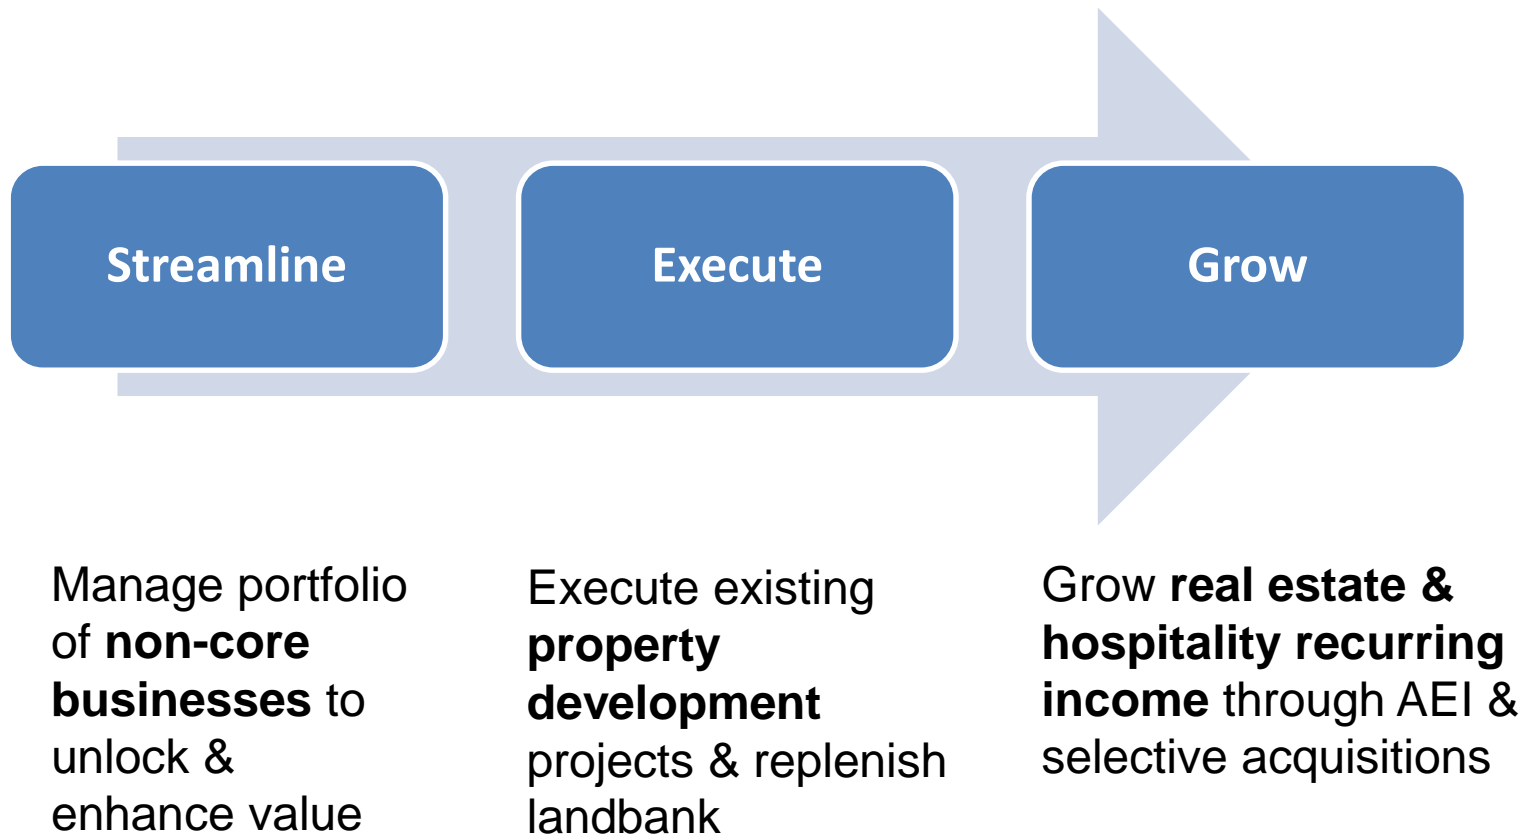 Streamline
Execute
Grow
Manage portfolio
of non-core
businesses to
unlock &
enhance value
Execute existing
property
development
projects & replenish
landbank
Grow real estate &
hospitality recurring
income through AEI &
selective acquisitions